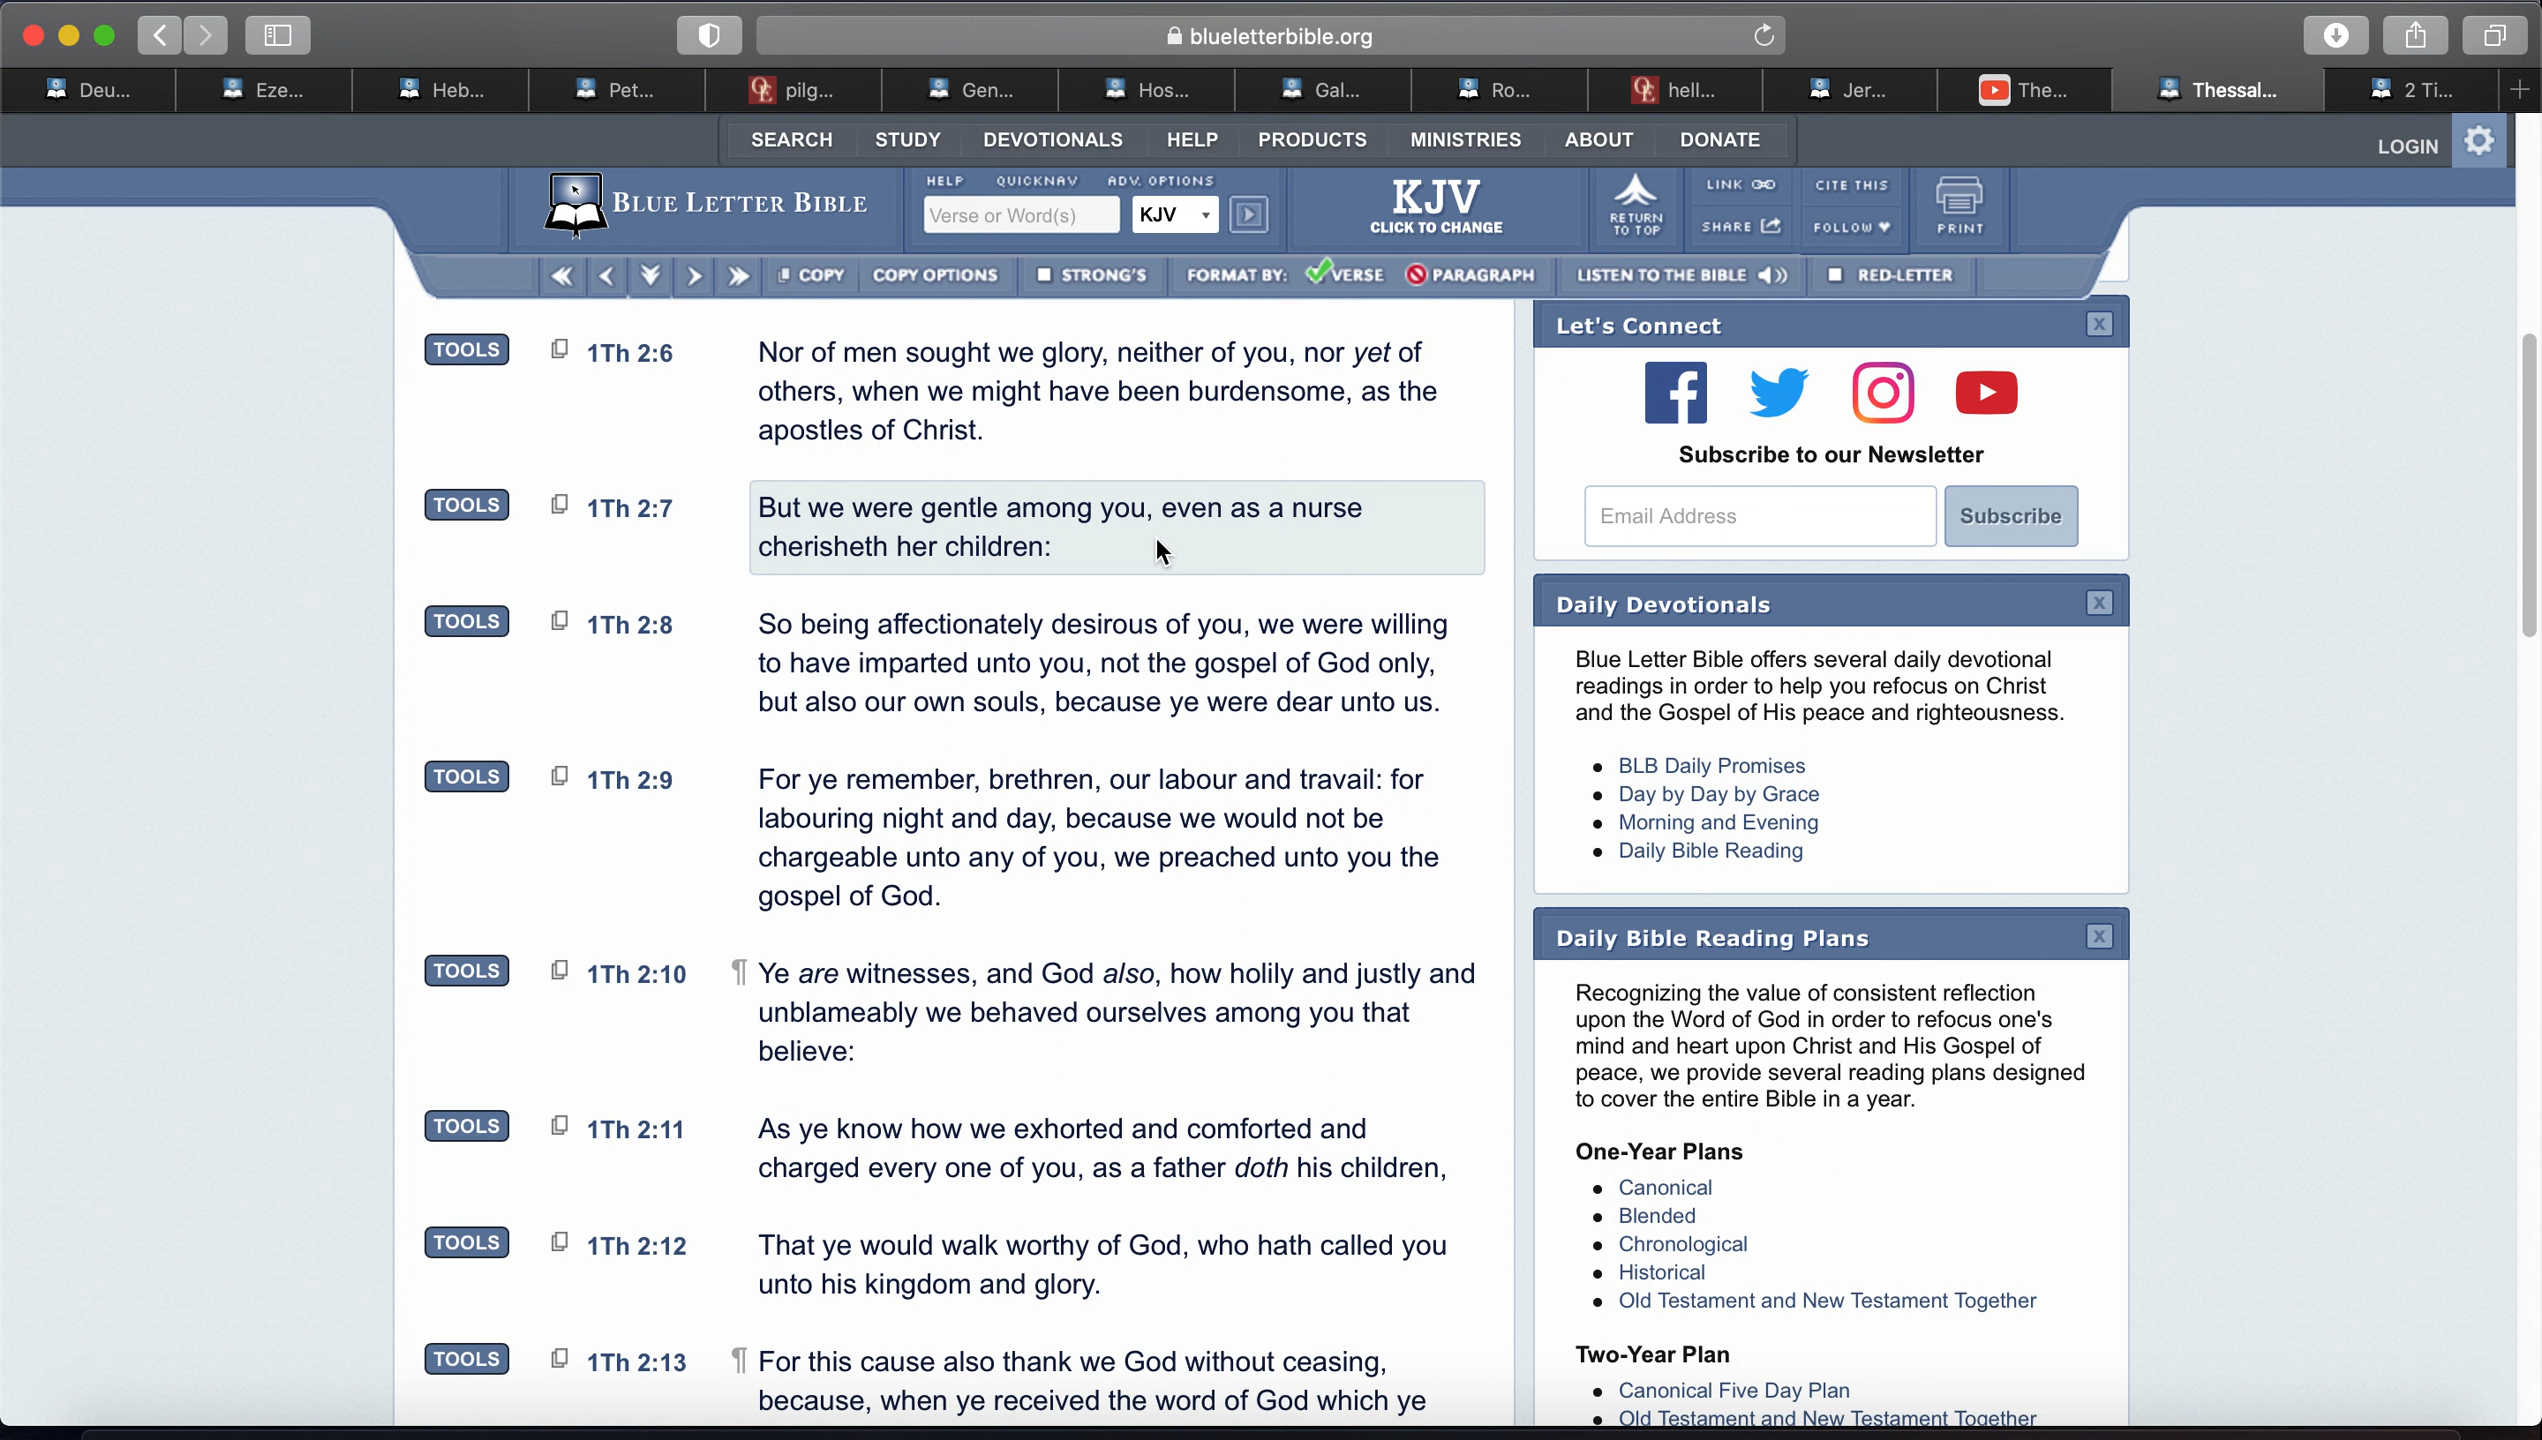 blueletterbible.org
Deu... Eze... Heb... Pet... pilg... Gen... Hos... Gal... Ro... hell... Jer... The... Thessal... 2 Ti...
SEARCH STUDY DEVOTIONALS HELP PRODUCTS MINISTRIES ABOUT DONATE
LOGIN
BLUE LETTER BIBLE
HELP QUICKNAV ADV. OPTIONS
Verse or Word(s) KJV
KJV
CLICK TO CHANGE
RETURN
TO TOP
LINK CITE THIS
SHARE FOLLOW
PRINT
COPY COPY OPTIONS STRONG'S FORMAT BY: VERSE PARAGRAPH LISTEN TO THE BIBLE RED-LETTER
TOOLS 1Th 2:6 Nor of men sought we glory, neither of you, nor yet of
others, when we might have been burdensome, as the
apostles of Christ.
TOOLS 1Th 2:7 But we were gentle among you, even as a nurse
cherisheth her children:
TOOLS 1Th 2:8 So being affectionately desirous of you, we were willing
to have imparted unto you, not the gospel of God only,
but also our own souls, because ye were dear unto us.
TOOLS 1Th 2:9 For ye remember, brethren, our labour and travail: for
labouring night and day, because we would not be
chargeable unto any of you, we preached unto you the
gospel of God.
TOOLS 1Th 2:10 ¶ Ye are witnesses, and God also, how holily and justly and
unblameably we behaved ourselves among you that
believe:
TOOLS 1Th 2:11 As ye know how we exhorted and comforted and
charged every one of you, as a father doth his children,
TOOLS 1Th 2:12 That ye would walk worthy of God, who hath called you
unto his kingdom and glory.
TOOLS 1Th 2:13 ¶ For this cause also thank we God without ceasing,
because, when ye received the word of God which ye
Let's Connect X
Subscribe to our Newsletter
Email Address Subscribe
Daily Devotionals X
Blue Letter Bible offers several daily devotional
readings in order to help you refocus on Christ
and the Gospel of His peace and righteousness.
• BLB Daily Promises
• Day by Day by Grace
• Morning and Evening
• Daily Bible Reading
Daily Bible Reading Plans X
Recognizing the value of consistent reflection
upon the Word of God in order to refocus one's
mind and heart upon Christ and His Gospel of
peace, we provide several reading plans designed
to cover the entire Bible in a year.
One-Year Plans
• Canonical
• Blended
• Chronological
• Historical
• Old Testament and New Testament Together
Two-Year Plan
• Canonical Five Day Plan
• Old Testament and New Testament Together